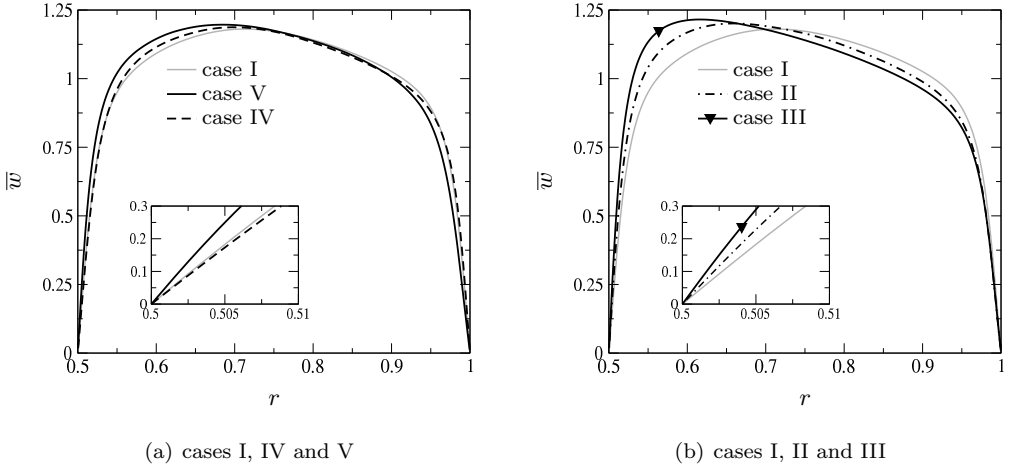 1.25
1
0.75
0.5
0.25
0
w̅
case I
case V
case IV
0.3
0.2
0.1
0
0.5 0.505 0.51
0.5 0.6 0.7 0.8 0.9 1
r
(a) cases I, IV and V
1.25
1
0.75
0.5
0.25
0
w̅
case I
case II
case III
0.3
0.2
0.1
0
0.5 0.505 0.51
0.5 0.6 0.7 0.8 0.9 1
r
(b) cases I, II and III